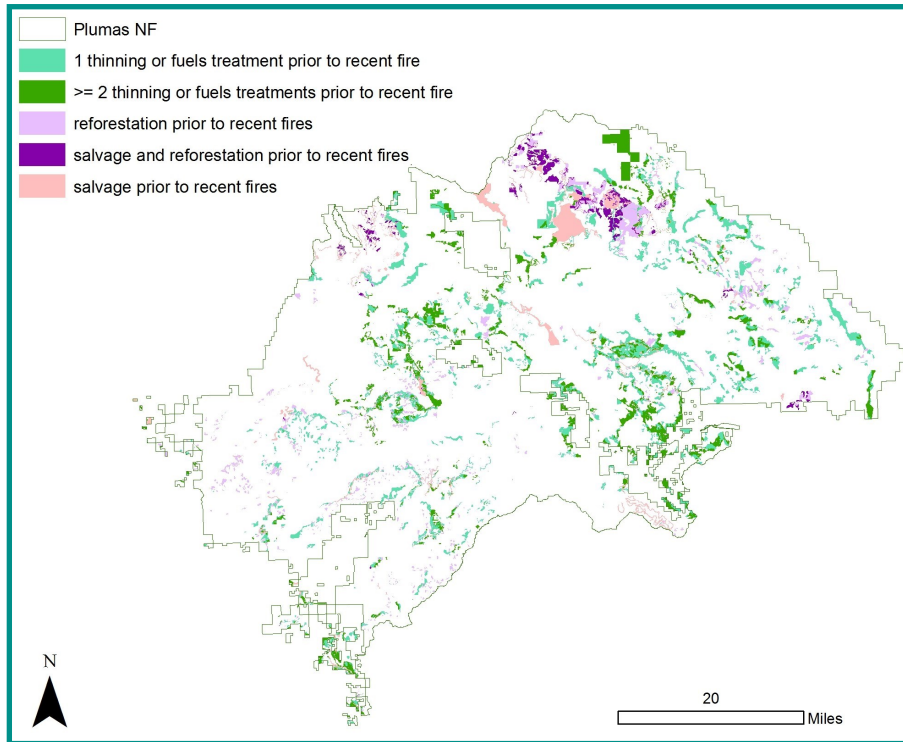 Plumas NF
1 thinning or fuels treatment prior to recent fire
>= 2 thinning or fuels treatments prior to recent fire
reforestation prior to recent fires
salvage and reforestation prior to recent fires
salvage prior to recent fires
N
20
Miles